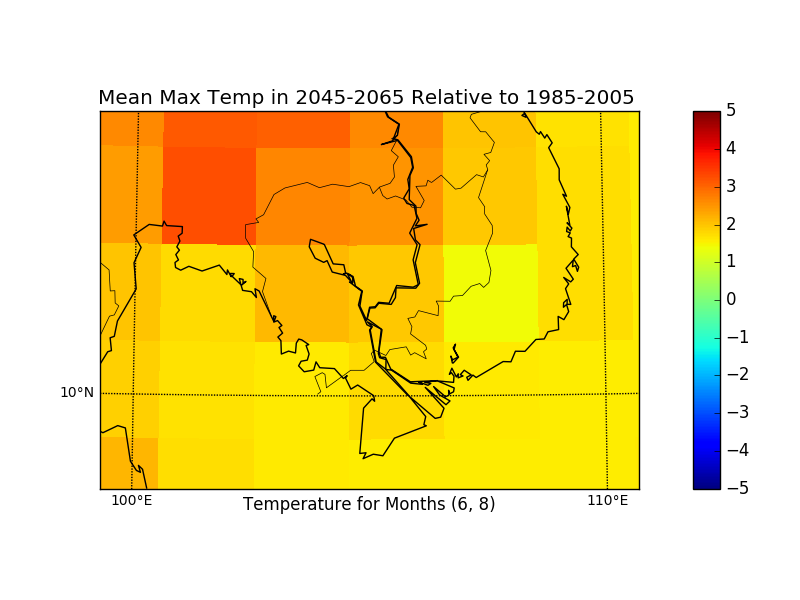 Mean Max Temp in 2045-2065 Relative to 1985-2005
5
4
3
2
1
0
−1
−2
−3
−4
−5
10°N
100°E
110°E
Temperature for Months (6, 8)